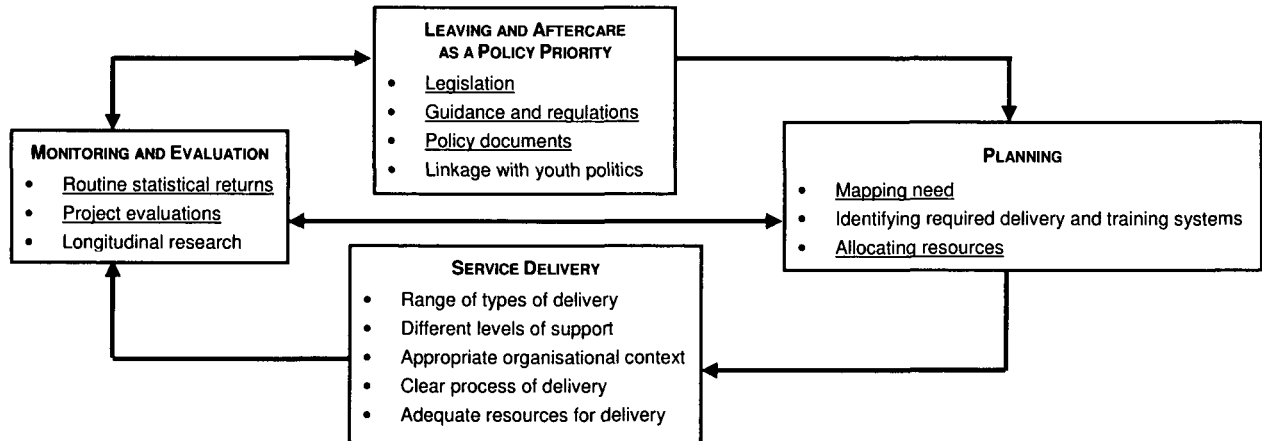 LEAVING AND AFTERCARE
AS A POLICY PRIORITY
• Legislation
• Guidance and regulations
• Policy documents
• Linkage with youth politics
MONITORING AND EVALUATION
• Routine statistical returns
• Project evaluations
• Longitudinal research
PLANNING
• Mapping need
• Identifying required delivery and training systems
• Allocating resources
SERVICE DELIVERY
• Range of types of delivery
• Different levels of support
• Appropriate organisational context
• Clear process of delivery
• Adequate resources for delivery